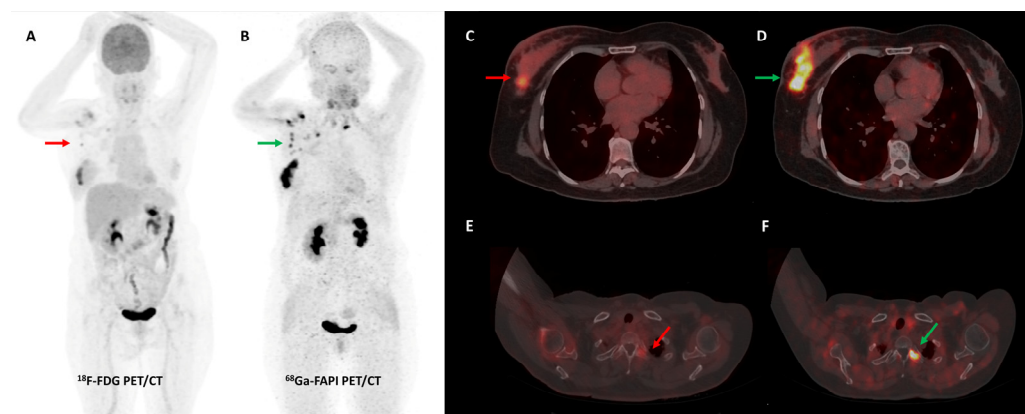 A
B
C
D
E
F
¹⁸F-FDG PET/CT
⁶⁸Ga-FAPI PET/CT